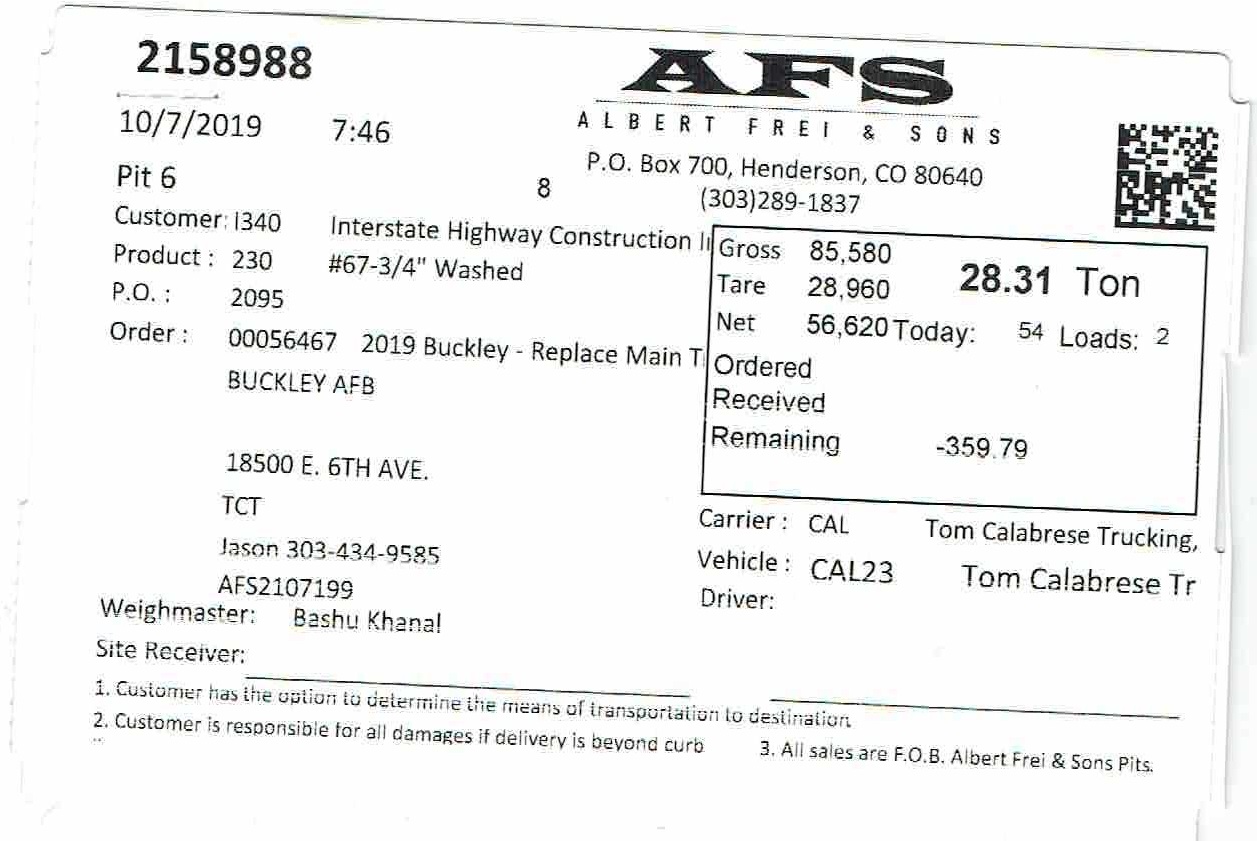 2158988
AFS
ALBERT FREI & SONS
10/7/2019 7:46
P.O. Box 700, Henderson, CO 80640
(303)289-1837
Pit 6 8
Customer: I340 Interstate Highway Construction I
Product : 230 #67-3/4" Washed
P.O. : 2095
Order : 00056467 2019 Buckley - Replace Main T
BUCKLEY AFB
18500 E. 6TH AVE.
TCT
Jason 303-434-9585
AFS2107199
Gross 85,580 28.31 Ton
Tare 28,960
Net 56,620 Today: 54 Loads: 2
Ordered
Received
Remaining -359.79
Carrier : CAL Tom Calabrese Trucking,
Vehicle : CAL23 Tom Calabrese Tr
Driver:
Weighmaster: Bashu Khanal
Site Receiver:
1. Customer has the option to determine the means of transportation to destination.
2. Customer is responsible for all damages if delivery is beyond curb
3. All sales are F.O.B. Albert Frei & Sons Pits.